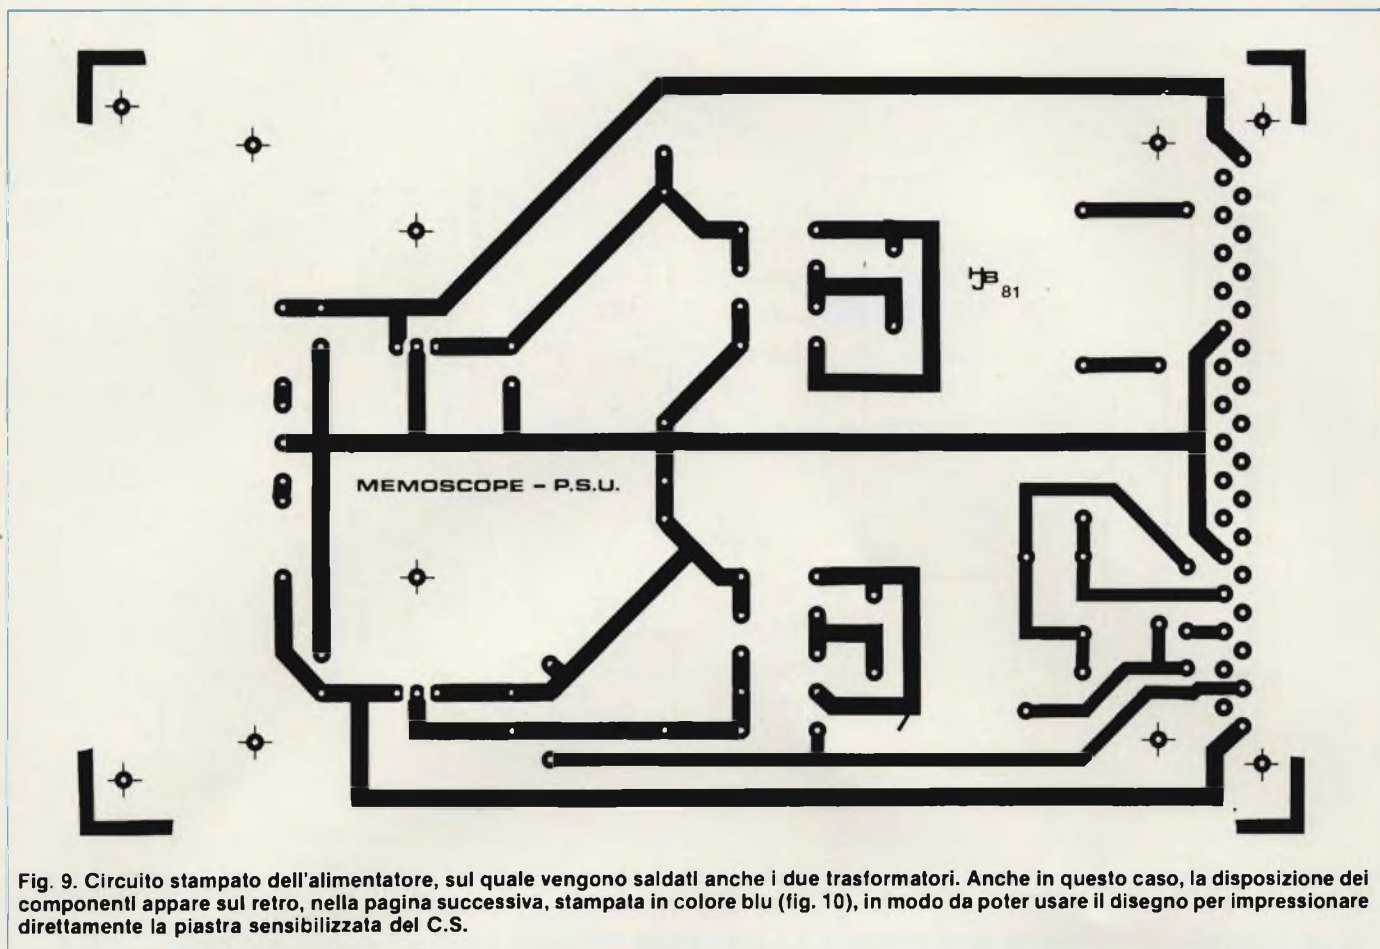 HJB 81
MEMOSCOPE – P.S.U.
Fig. 9. Circuito stampato dell'alimentatore, sul quale vengono saldati anche i due trasformatori. Anche in questo caso, la disposizione dei
componenti appare sul retro, nella pagina successiva, stampata in colore blu (fig. 10), in modo da poter usare il disegno per impressionare
direttamente la piastra sensibilizzata del C.S.